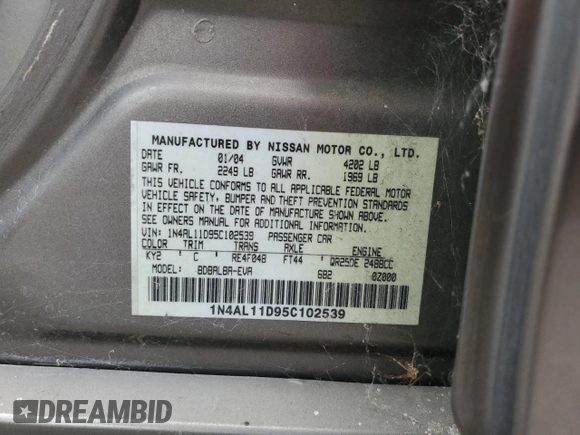 MANUFACTURED BY NISSAN MOTOR CO., LTD.
DATE 01/04 GVWR 4202 LB
GAWR FR. 2249 LB GAWR RR. 1969 LB
THIS VEHICLE CONFORMS TO ALL APPLICABLE FEDERAL MOTOR
VEHICLE SAFETY, BUMPER AND THEFT PREVENTION STANDARDS
IN EFFECT ON THE DATE OF MANUFACTURE SHOWN ABOVE.
SEE OWNERS MANUAL FOR ADDITIONAL INFORMATION.
VIN: 1N4AL11D95C102539 PASSENGER CAR
COLOR TRIM TRANS AXLE ENGINE
KY2 C RE4F04B FT44 QR25DE 2488CC
MODEL: BDBALBA-EVA SB2 0Z000
1N4AL11D95C102539
DREAMBID